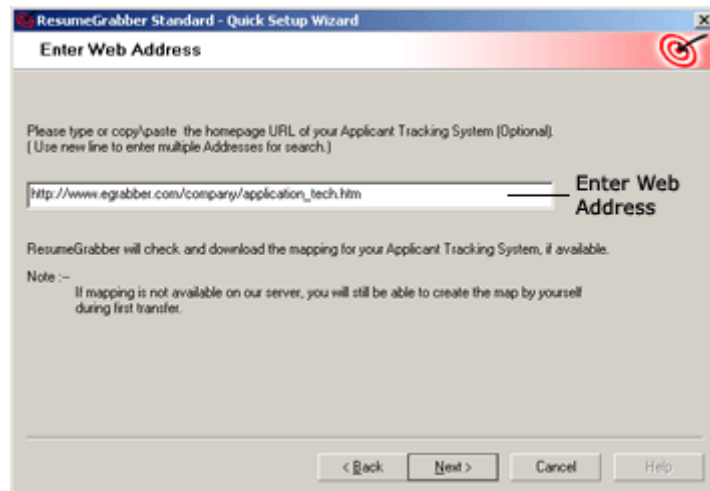 ResumeGrabber Standard - Quick Setup Wizard
Enter Web Address
Please type or copy\paste the homepage URL of your Applicant Tracking System (Optional).
( Use new line to enter multiple Addresses for search.)
http://www.egrabber.com/company/application_tech.htm
Enter Web
Address
ResumeGrabber will check and download the mapping for your Applicant Tracking System, if available.
Note :--
If mapping is not available on our server, you will still be able to create the map by yourself
during first transfer.
< Back
Next >
Cancel
Help